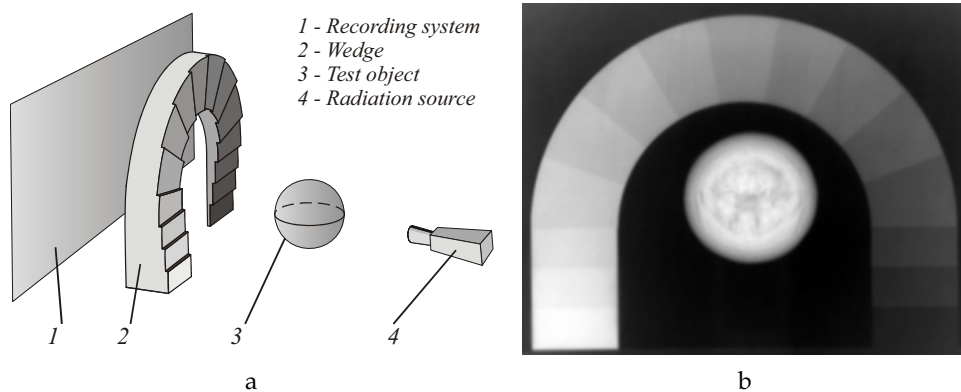 1 - Recording system
2 - Wedge
3 - Test object
4 - Radiation source
1
2
3
4
a
b